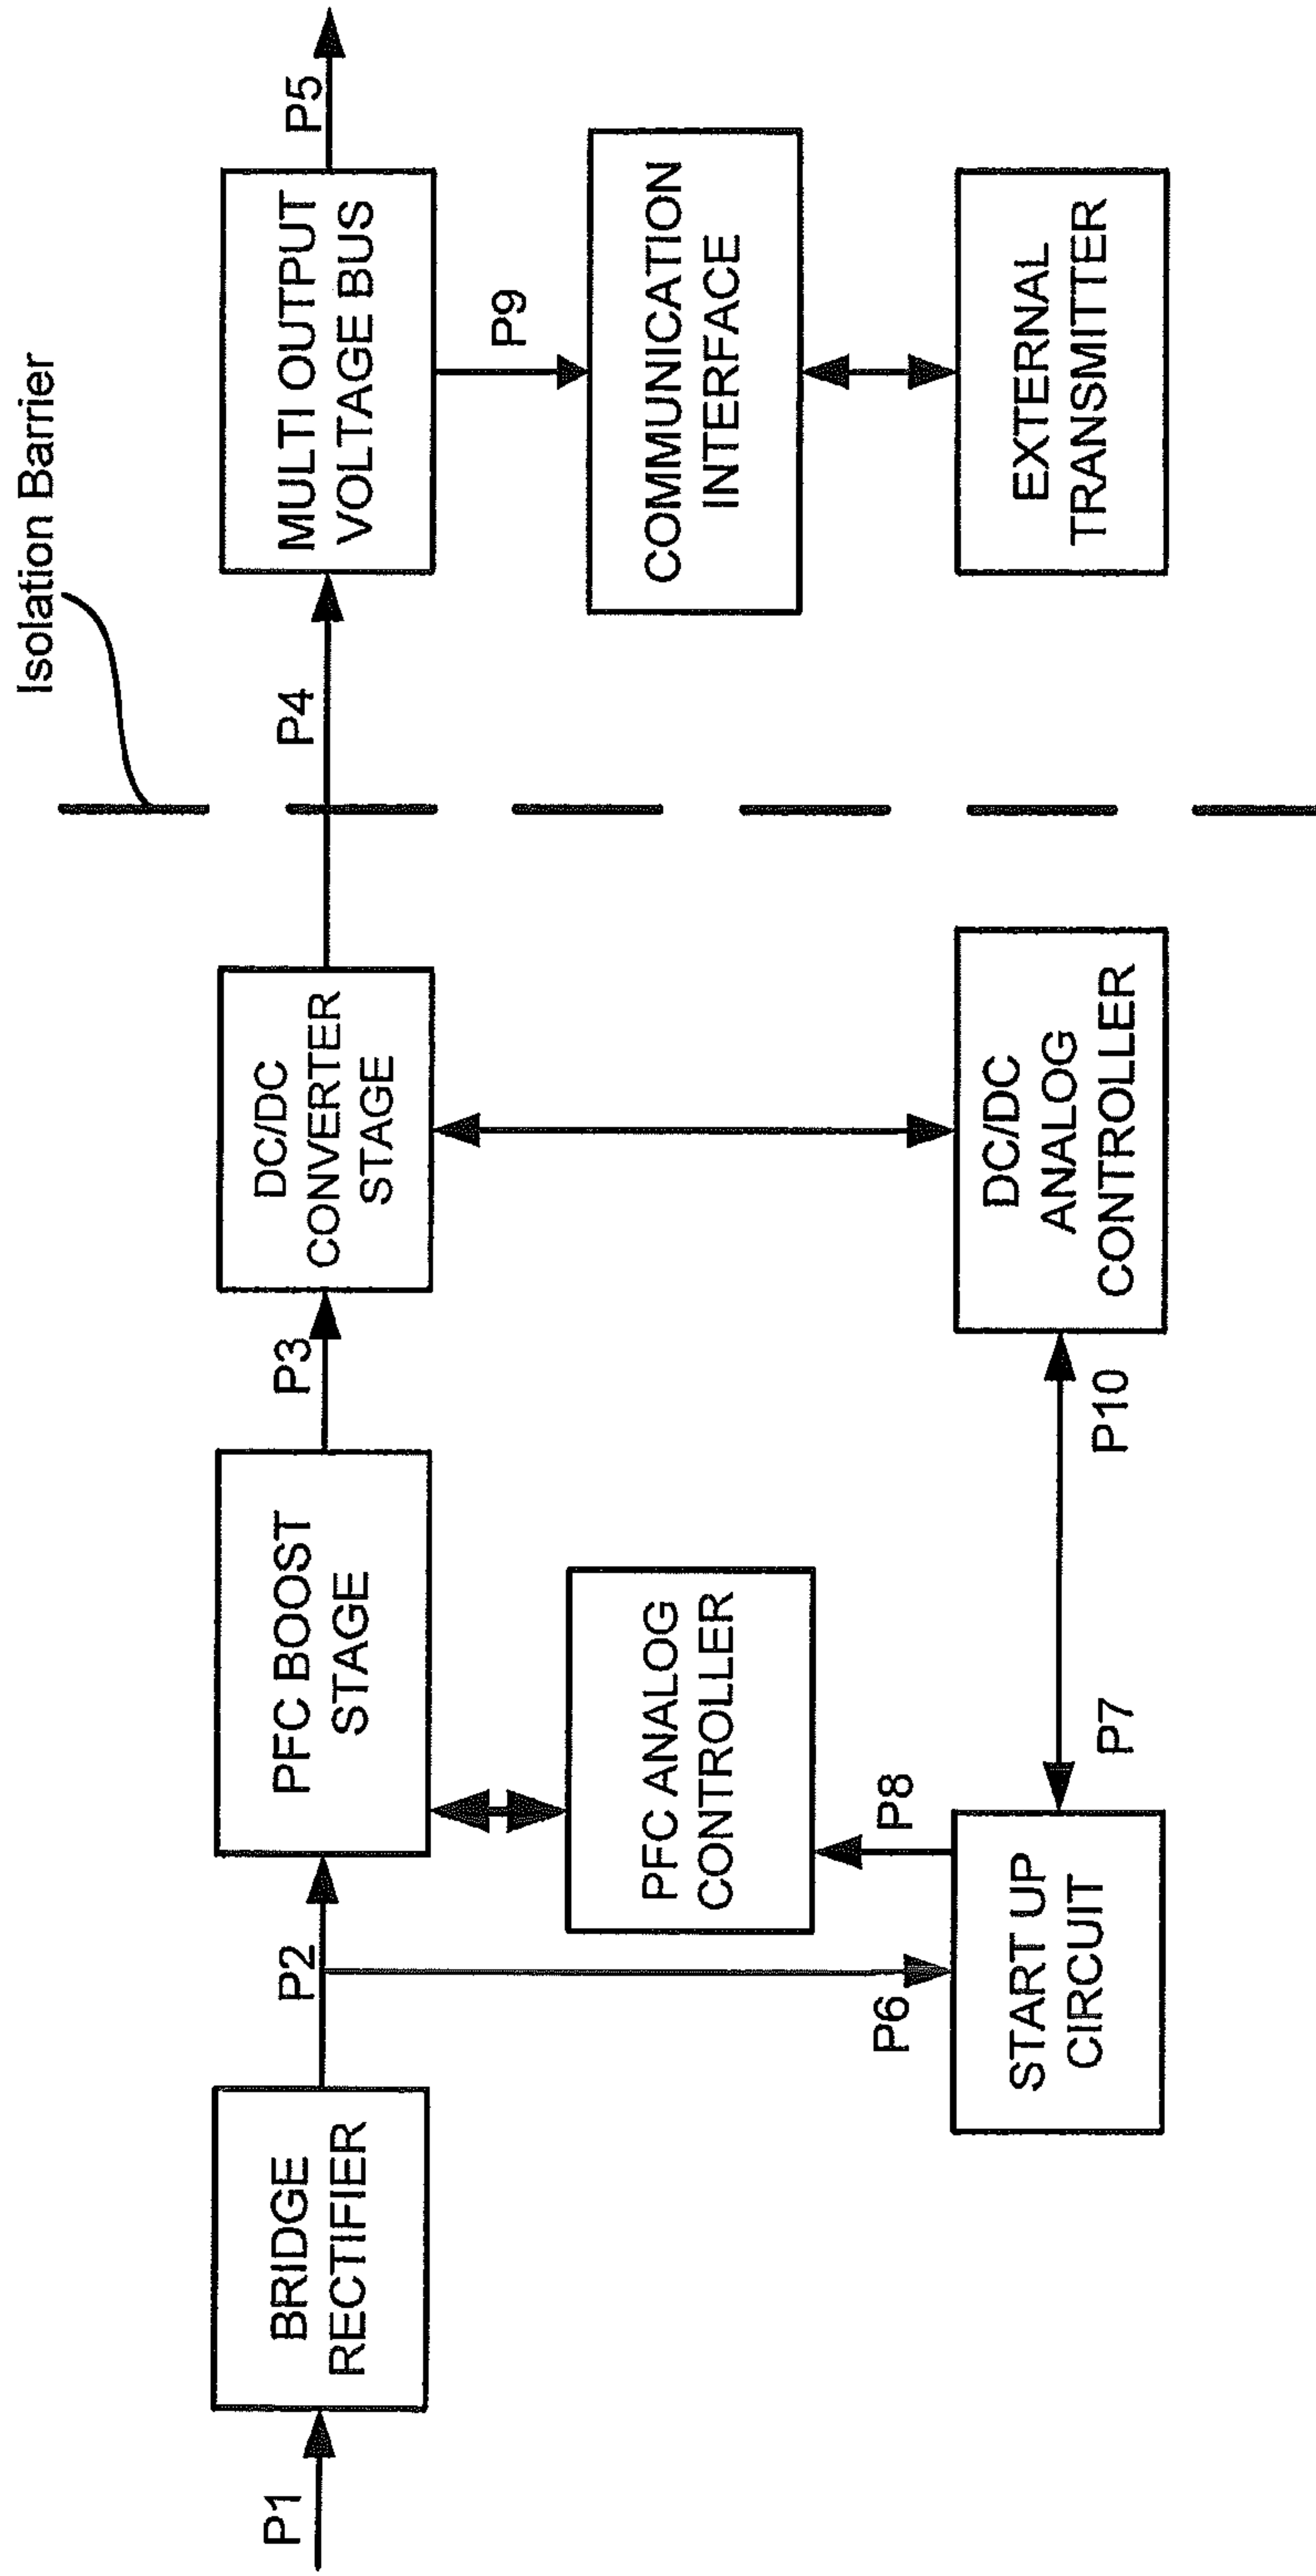 Isolation Barrier
P1
BRIDGE
RECTIFIER
P2
PFC BOOST
STAGE
P3
DC/DC
CONVERTER
STAGE
P4
MULTI OUTPUT
VOLTAGE BUS
P5
P9
PFC ANALOG
CONTROLLER
COMMUNICATION
INTERFACE
P6
P8
START UP
CIRCUIT
P7
P10
DC/DC
ANALOG
CONTROLLER
EXTERNAL
TRANSMITTER